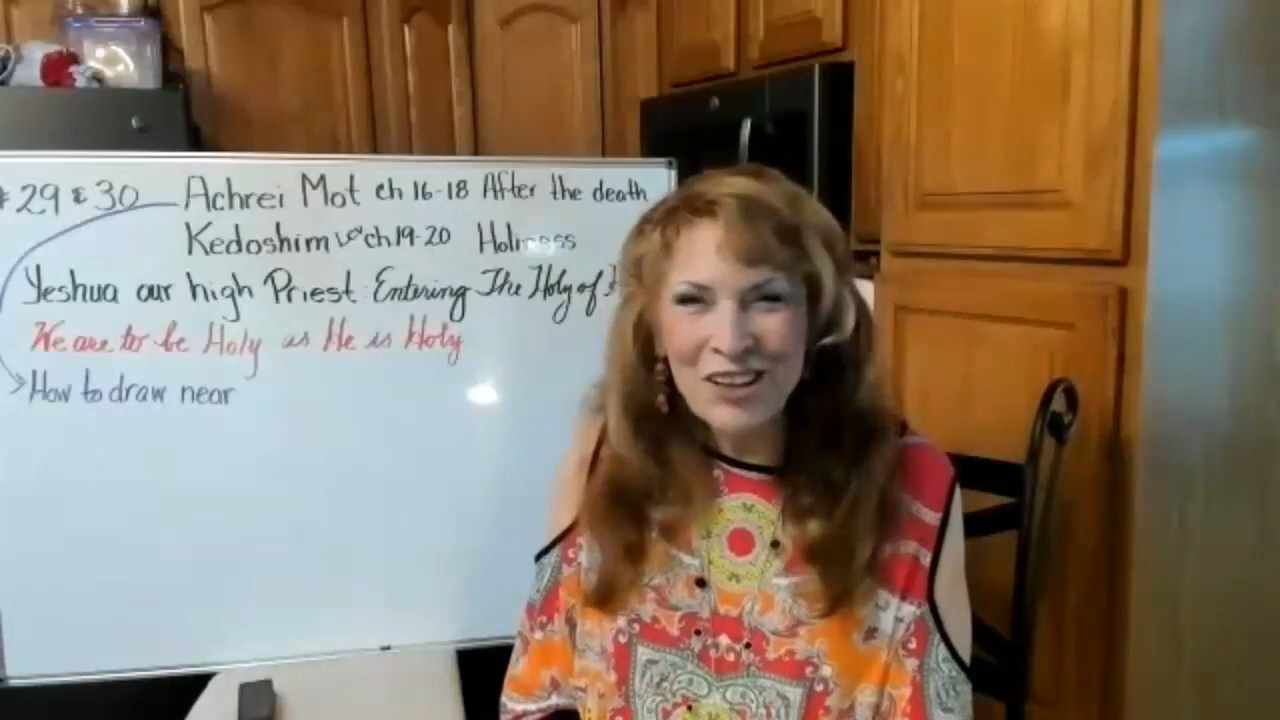 #29 & 30 Achrei Mot ch 16-18 After the death
Kedoshim ch 19-20 Holiness
Yeshua our high Priest Entering The Holy of
We are to be Holy as He is Holy
How to draw near